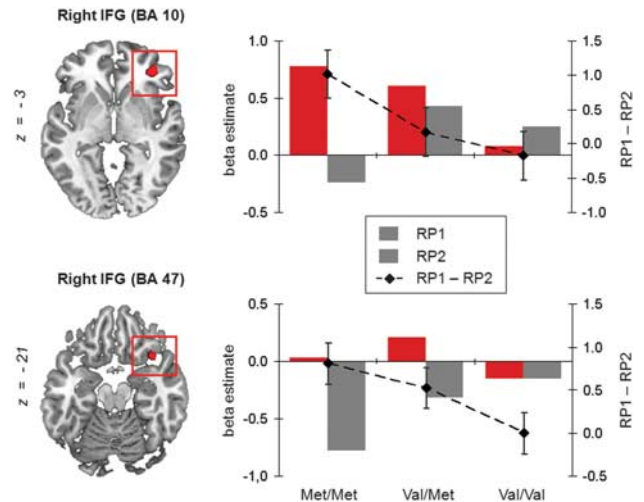 Right IFG (BA 10)
z = - 3
beta estimate
1.0
0.5
0.0
-0.5
1.5
1.0
0.5
0.0
-0.5
-1.0
RP1 – RP2
RP1
RP2
RP1 – RP2
Right IFG (BA 47)
z = - 21
beta estimate
0.5
0.0
-0.5
-1,0
1.5
1.0
0.5
0.0
-0.5
RP1 – RP2
Met/Met Val/Met Val/Val